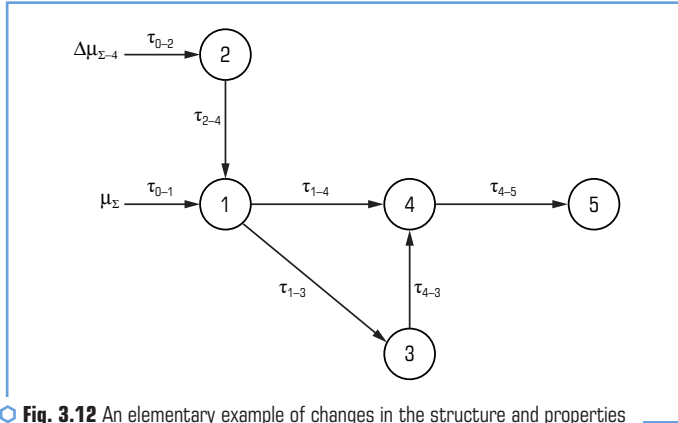 Δμ_Σ–4 τ_0–2 2
τ_2–4
μ_Σ τ_0–1 1 τ_1–4 4 τ_4–5 5
τ_1–3 τ_4–3
3
Fig. 3.12 An elementary example of changes in the structure and properties